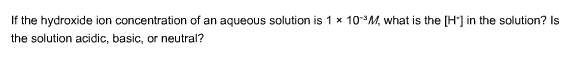 If the hydroxide ion concentration of an aqueous solution is 1 × 10⁻³M, what is the [H⁺] in the solution? Is
the solution acidic, basic, or neutral?